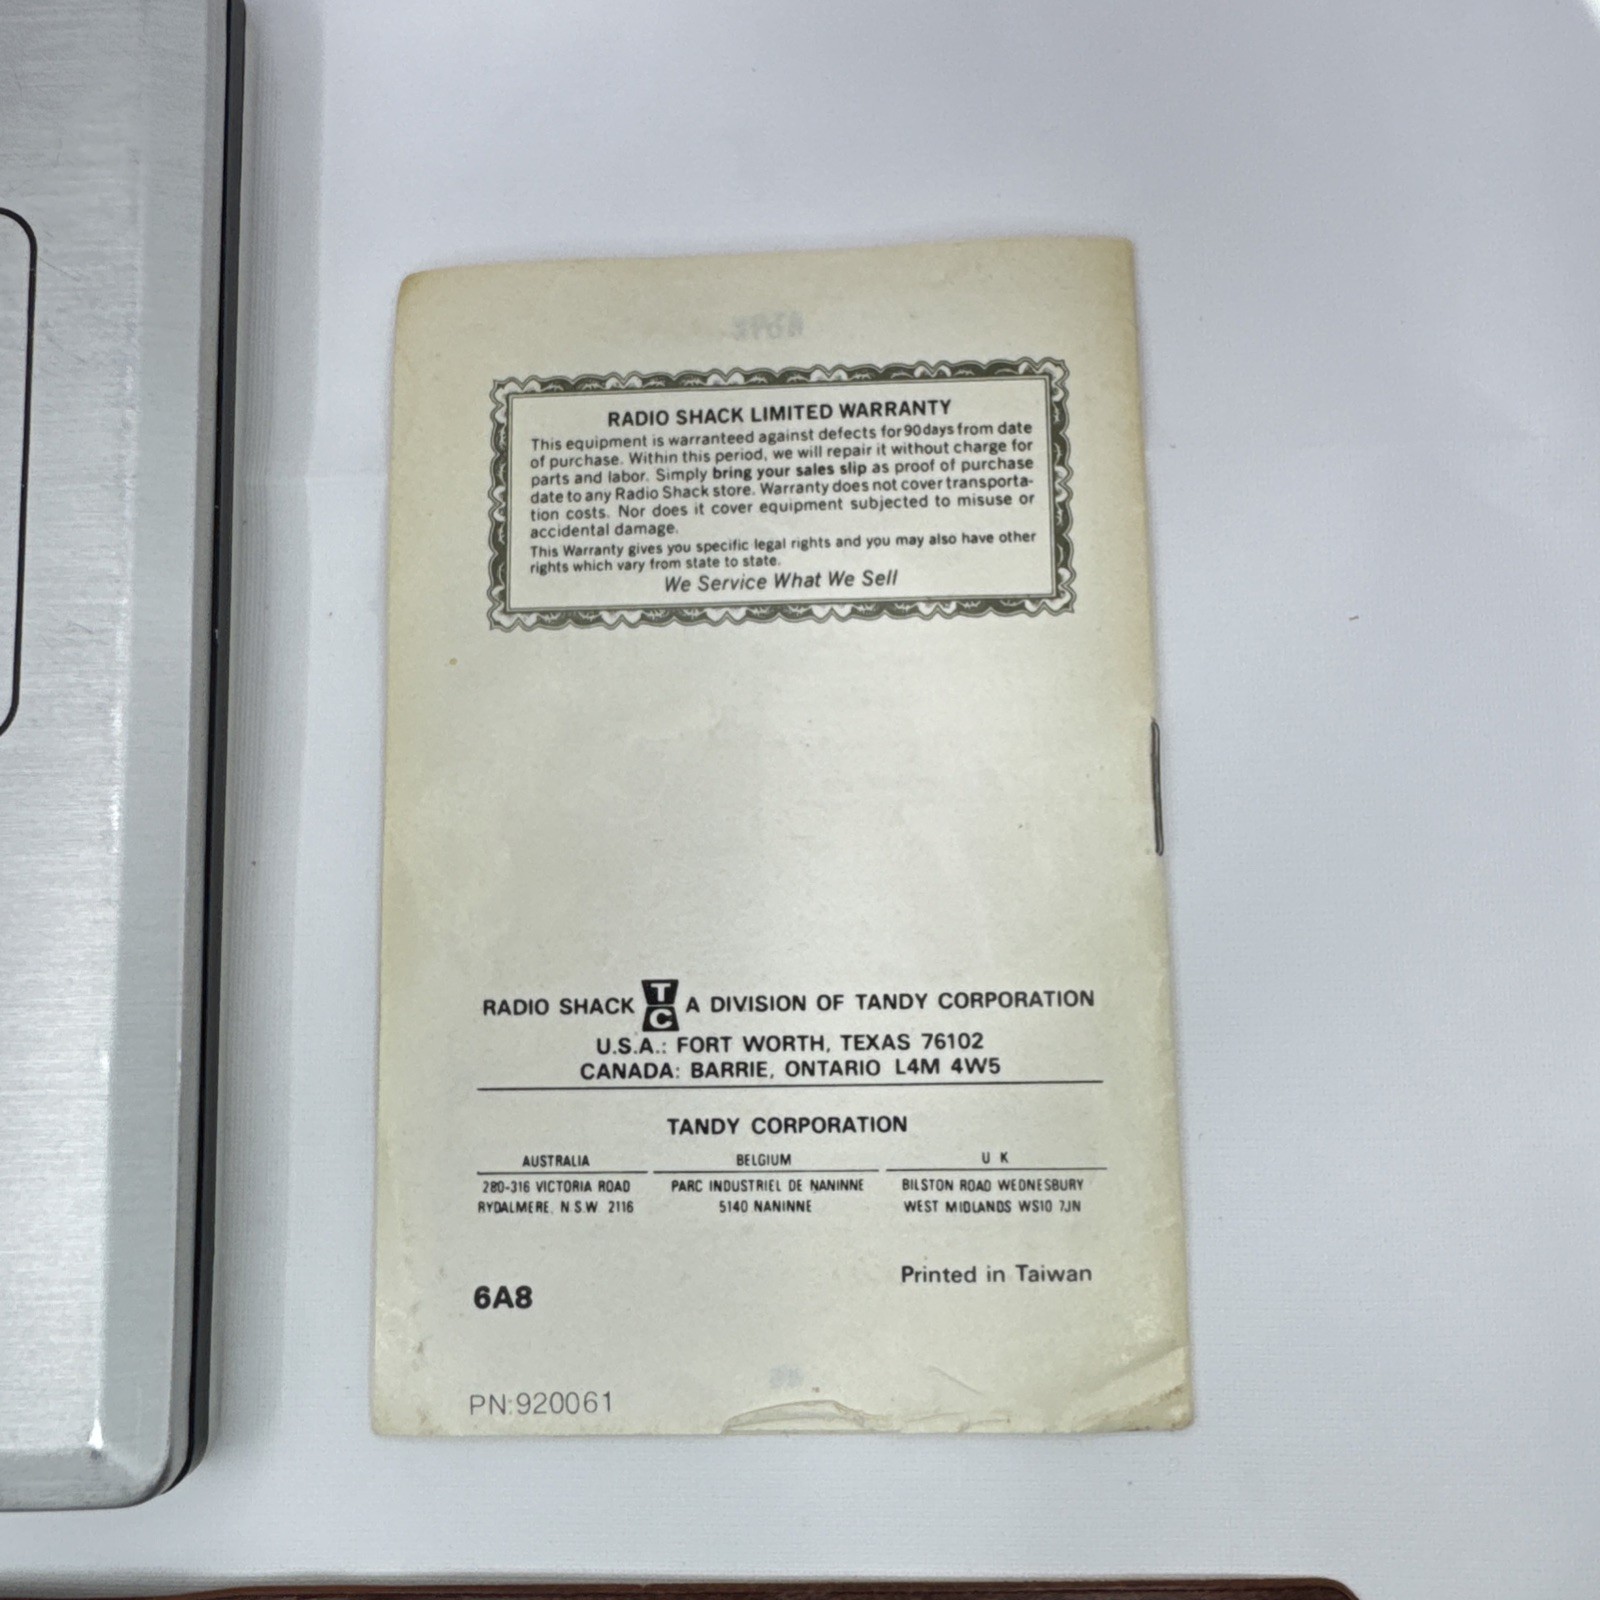 RADIO SHACK LIMITED WARRANTY
This equipment is warranteed against defects for 90 days from date
of purchase. Within this period, we will repair it without charge for
parts and labor. Simply bring your sales slip as proof of purchase
date to any Radio Shack store. Warranty does not cover transporta-
tion costs. Nor does it cover equipment subjected to misuse or
accidental damage.
This Warranty gives you specific legal rights and you may also have other
rights which vary from state to state.
We Service What We Sell
RADIO SHACK TC A DIVISION OF TANDY CORPORATION
U.S.A.: FORT WORTH, TEXAS 76102
CANADA: BARRIE, ONTARIO L4M 4W5
TANDY CORPORATION
AUSTRALIA BELGIUM U K
280-316 VICTORIA ROAD PARC INDUSTRIEL DE NANINNE BILSTON ROAD WEDNESBURY
RYDALMERE, N S.W. 2116 5140 NANINNE WEST MIDLANDS WS10 7JN
Printed in Taiwan
6A8
PN:920061